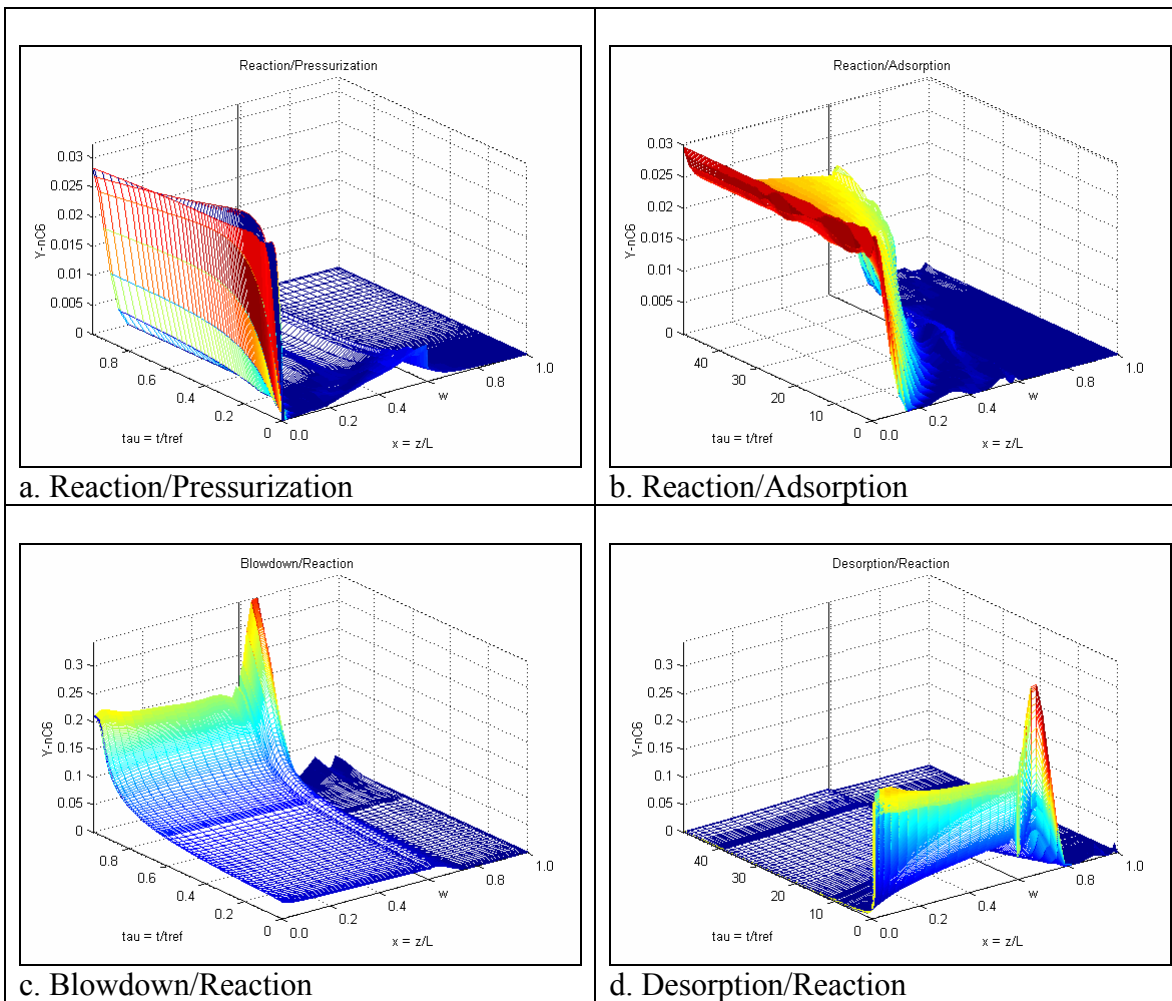 Reaction/Pressurization
Y-nC6
0.03
0.025
0.02
0.015
0.01
0.005
0
0.8
0.6
0.4
0.2
0
tau = t/tref
0.0
0.2
0.4
w
0.8
1.0
x = z/L
a. Reaction/Pressurization
Reaction/Adsorption
Y-nC6
0.03
0.025
0.02
0.015
0.01
0.005
0
40
30
20
10
0
tau = t/tref
0.0
0.2
0.4
w
0.8
1.0
x = z/L
b. Reaction/Adsorption
Blowdown/Reaction
Y-nC6
0.3
0.25
0.2
0.15
0.1
0.05
0
0.8
0.6
0.4
0.2
0
tau = t/tref
0.0
0.2
0.4
w
0.8
1.0
x = z/L
c. Blowdown/Reaction
Desorption/Reaction
Y-nC6
0.3
0.25
0.2
0.15
0.1
0.05
0
40
30
20
10
0
tau = t/tref
0.0
0.2
0.4
w
0.8
1.0
x = z/L
d. Desorption/Reaction